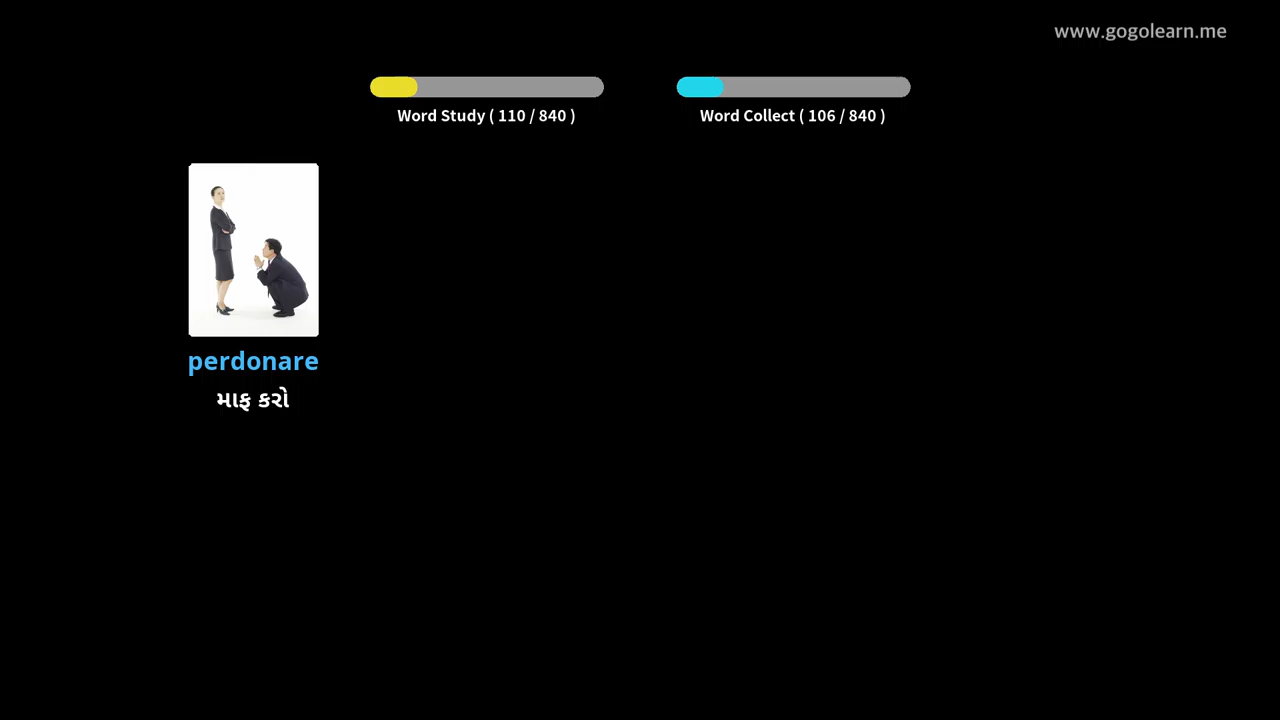 www.gogolearn.me
Word Study ( 110 / 840 )
Word Collect ( 106 / 840 )
perdonare
માફ કરો